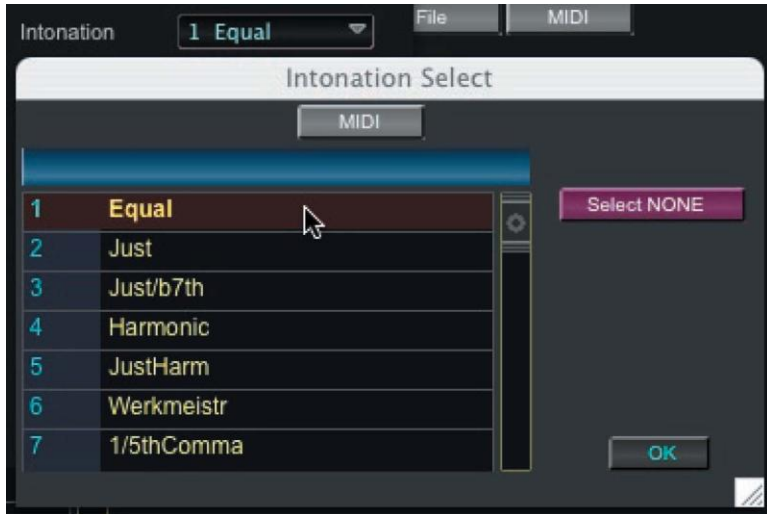 Intonation 1 Equal File MIDI
Intonation Select
MIDI
Select NONE
1 Equal
2 Just
3 Just/b7th
4 Harmonic
5 JustHarm
6 Werkmeistr
7 1/5thComma
OK